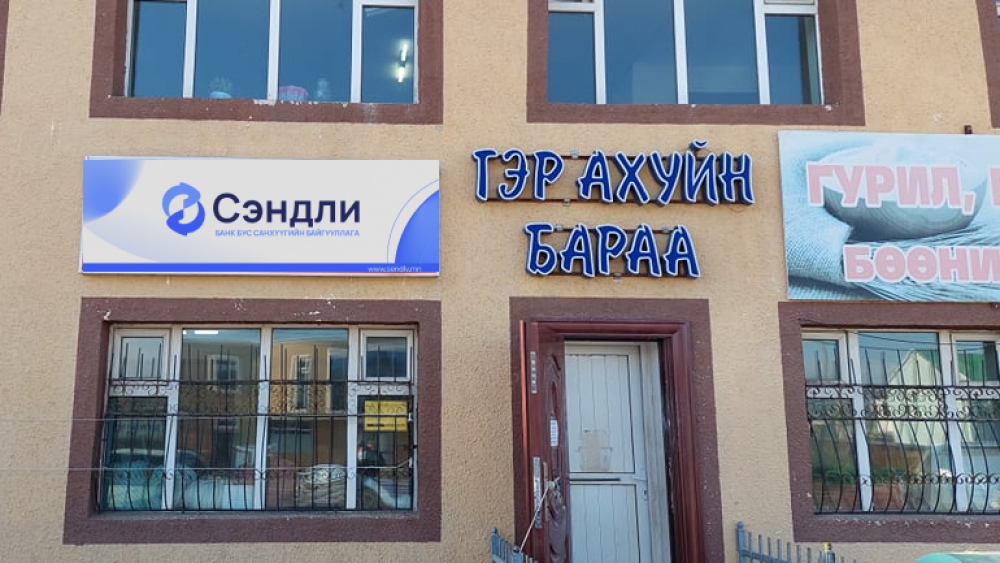 Сэндли
БАНК БУС САНХҮҮГИЙН БАЙГУУЛЛАГА
www.sendly.mn
ГЭР АХУЙН
БАРАА
ГУРИЛ,